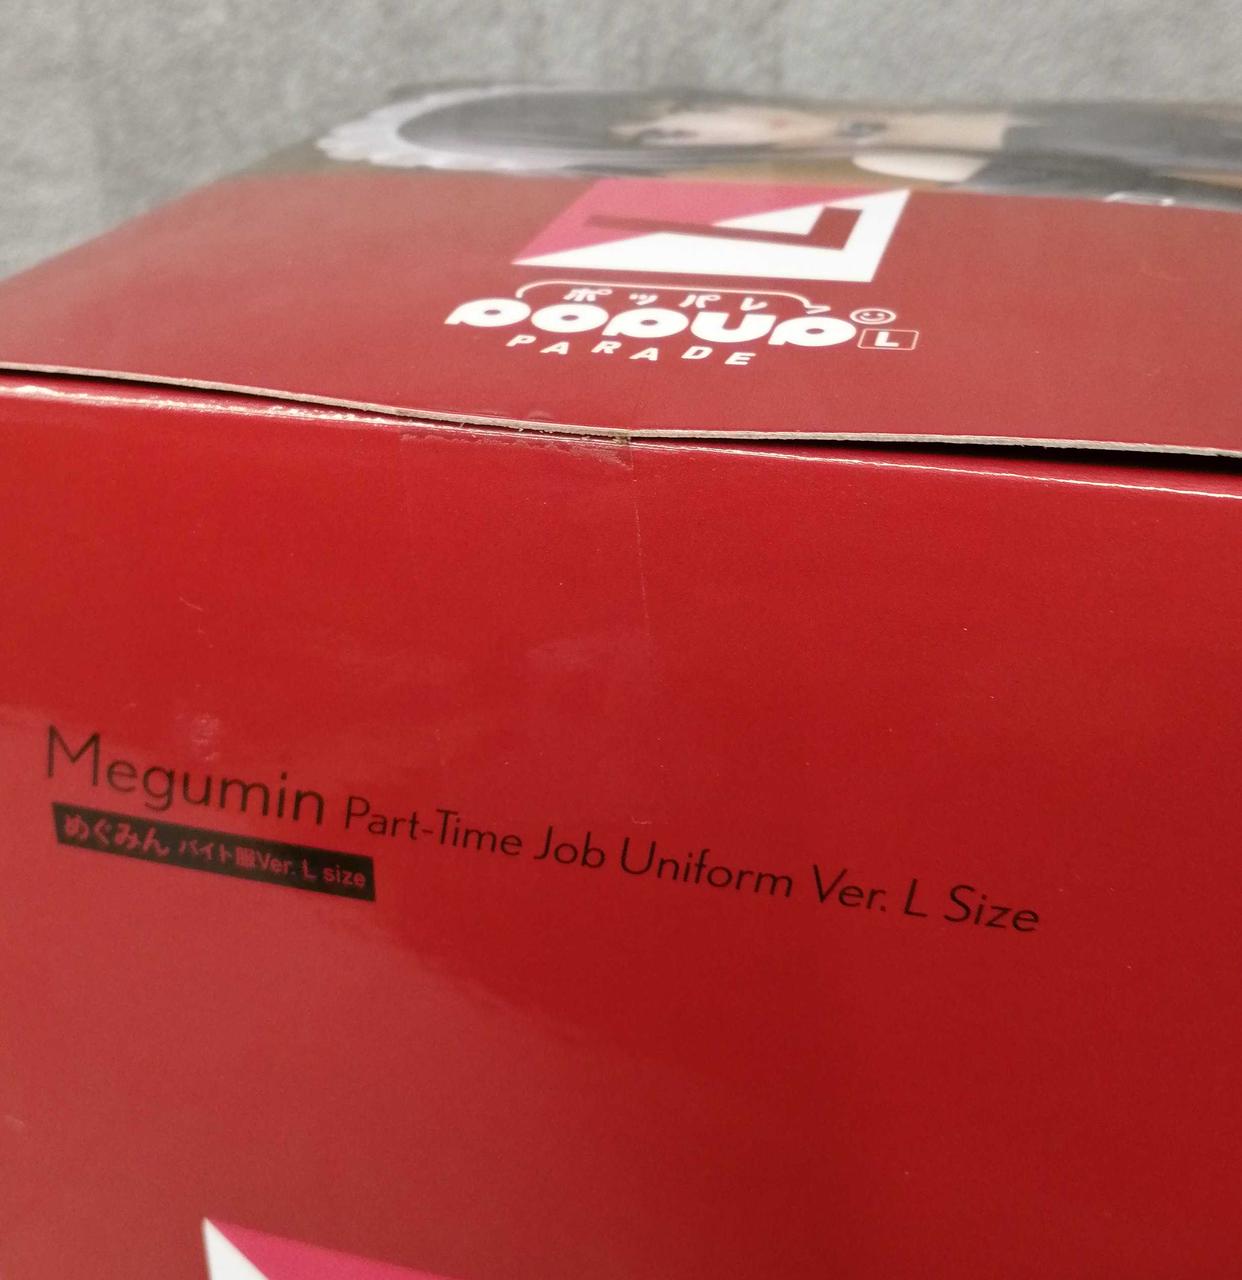 L
ポッパレ
POPUP L
PARADE
Megumin Part-Time Job Uniform Ver. L Size
めぐみん バイト服Ver. L size